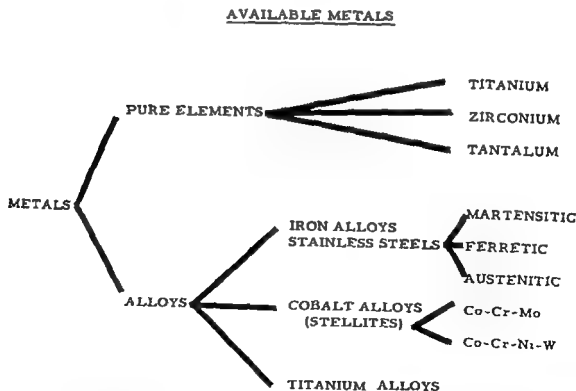 AVAILABLE METALS
TITANIUM
PURE ELEMENTS
ZIRCONIUM
TANTALUM
METALS
MARTENSITIC
IRON ALLOYS
STAINLESS STEELS
FERRETIC
AUSTENITIC
ALLOYS
COBALT ALLOYS
(STELLITES)
Co-Cr-Mo
Co-Cr-Ni-W
TITANIUM ALLOYS